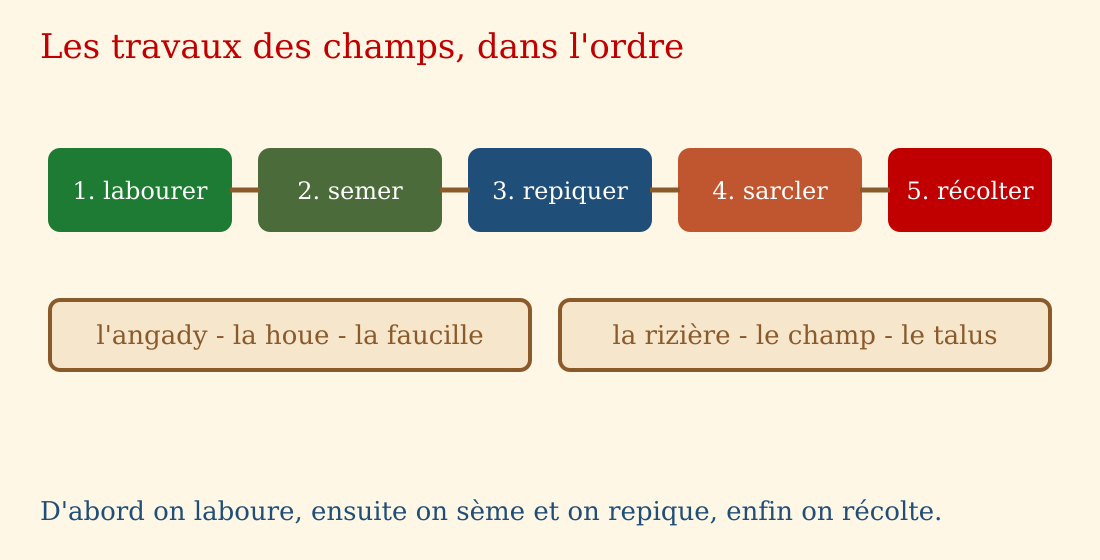 Les travaux des champs, dans l'ordre
1. labourer 2. semer 3. repiquer 4. sarcler 5. récolter
l'angady - la houe - la faucille la rizière - le champ - le talus
D'abord on laboure, ensuite on sème et on repique, enfin on récolte.